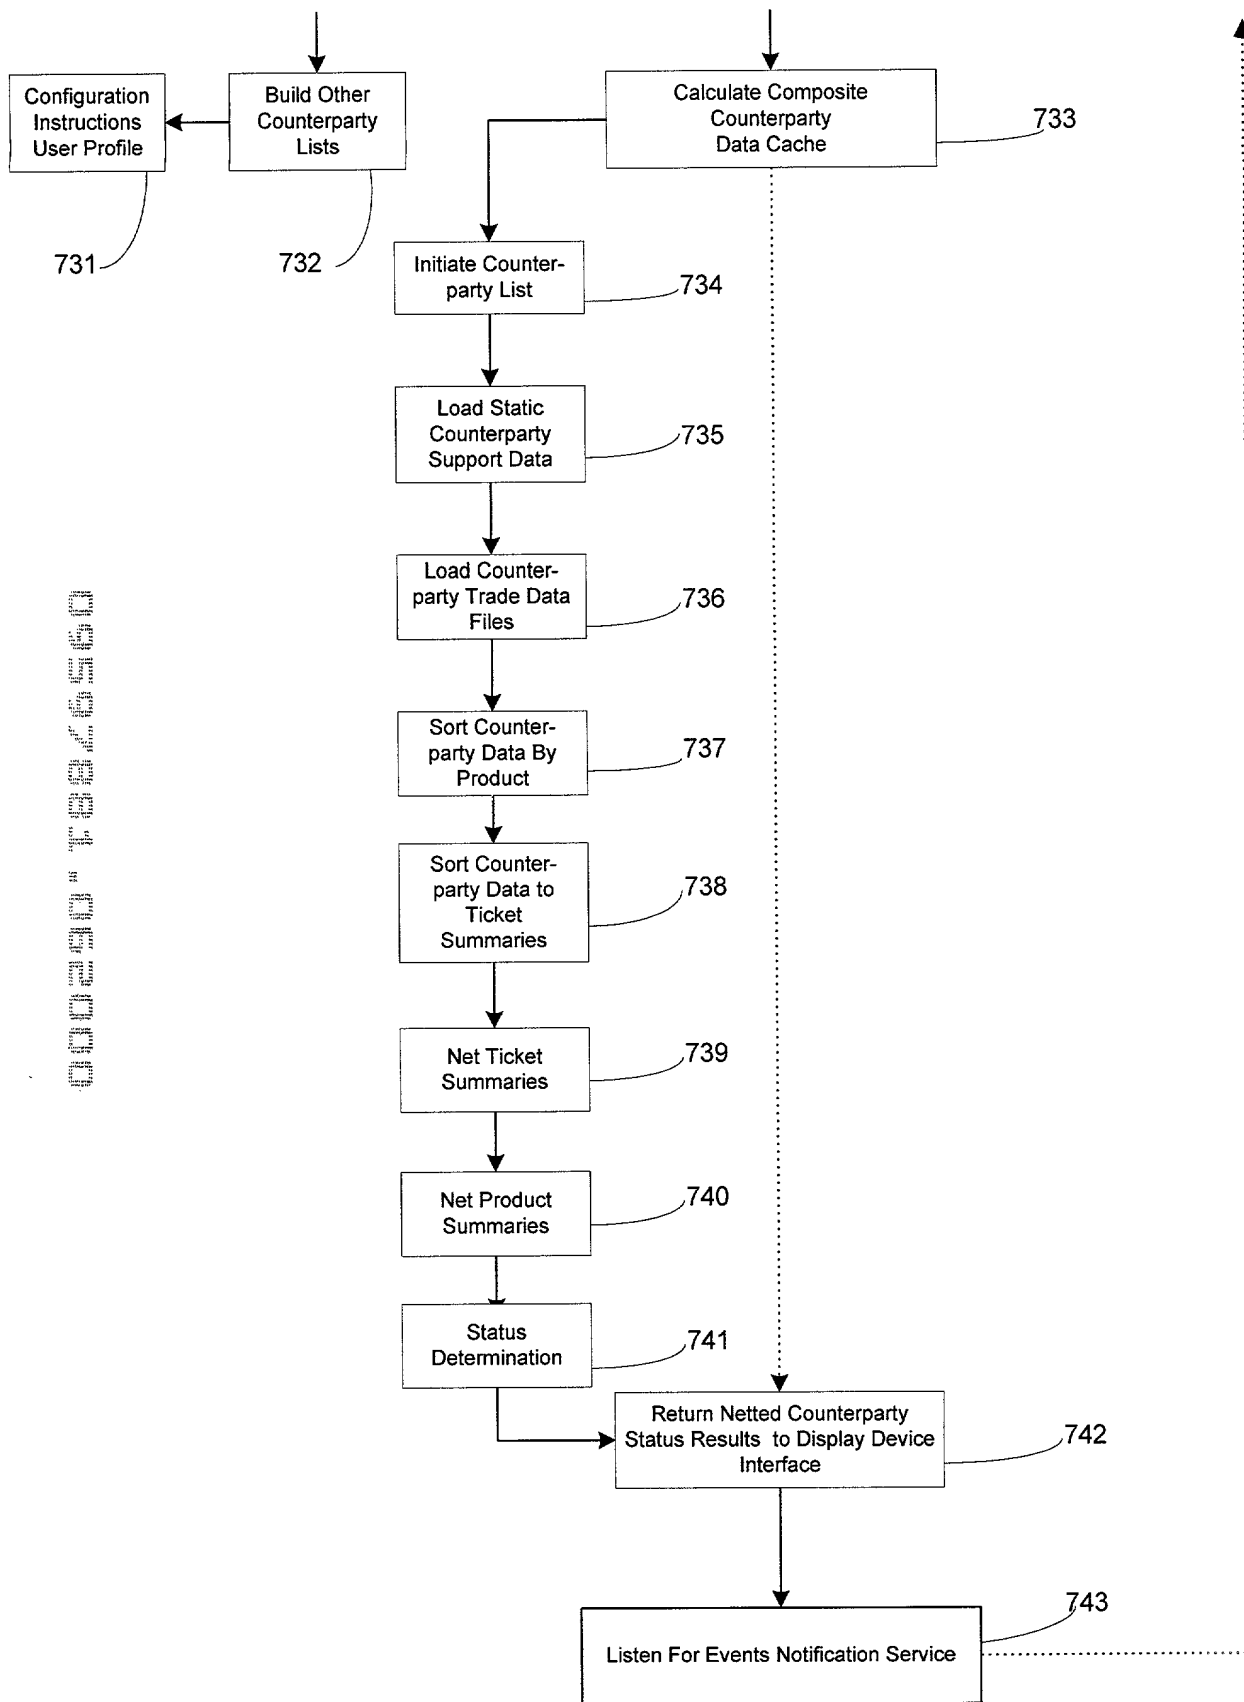 Configuration
Instructions
User Profile
731
Build Other
Counterparty
Lists
732
Calculate Composite
Counterparty
Data Cache
733
Initiate Counter-
party List
734
Load Static
Counterparty
Support Data
735
Load Counter-
party Trade Data
Files
736
Sort Counter-
party Data By
Product
737
Sort Counter-
party Data to
Ticket
Summaries
738
Net Ticket
Summaries
739
Net Product
Summaries
740
Status
Determination
741
Return Netted Counterparty
Status Results to Display Device
Interface
742
Listen For Events Notification Service
743